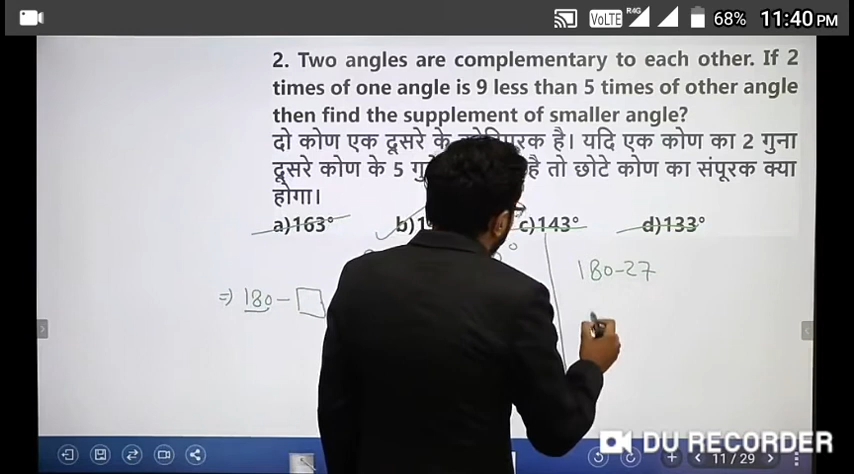 VoLTE R4G 68% 11:40 PM
2. Two angles are complementary to each other. If 2
times of one angle is 9 less than 5 times of other angle
then find the supplement of smaller angle?
दो कोण एक दूसरे के है। यदि एक कोण का 2 गुना
दूसरे कोण के 5 है तो छोटे कोण का संपूरक क्या
होगा।
a)163° b)1 c)143° d)133°
180-27
⇒ 180-
DU RECORDER
11 / 29